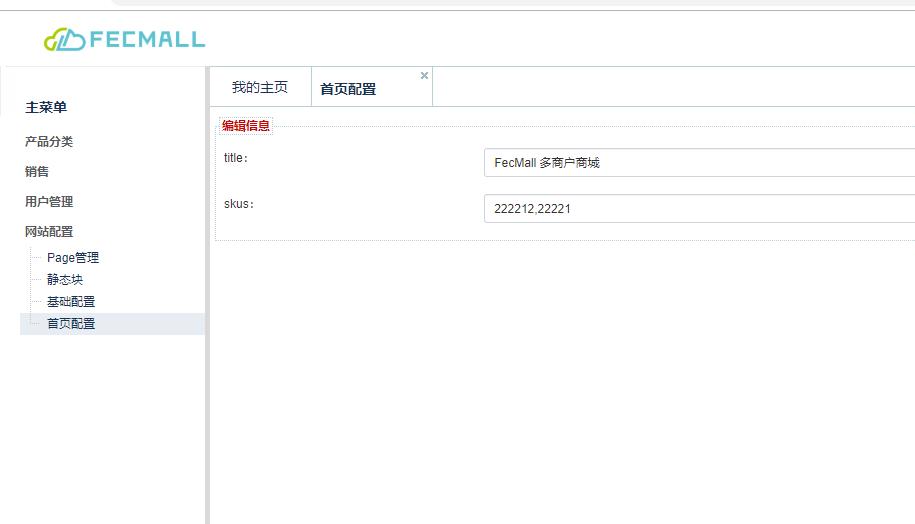 FECMALL
主菜单
产品分类
销售
用户管理
网站配置
Page管理
静态块
基础配置
首页配置
我的主页 首页配置
编辑信息
title： FecMall 多商户商城
skus： 222212,22221